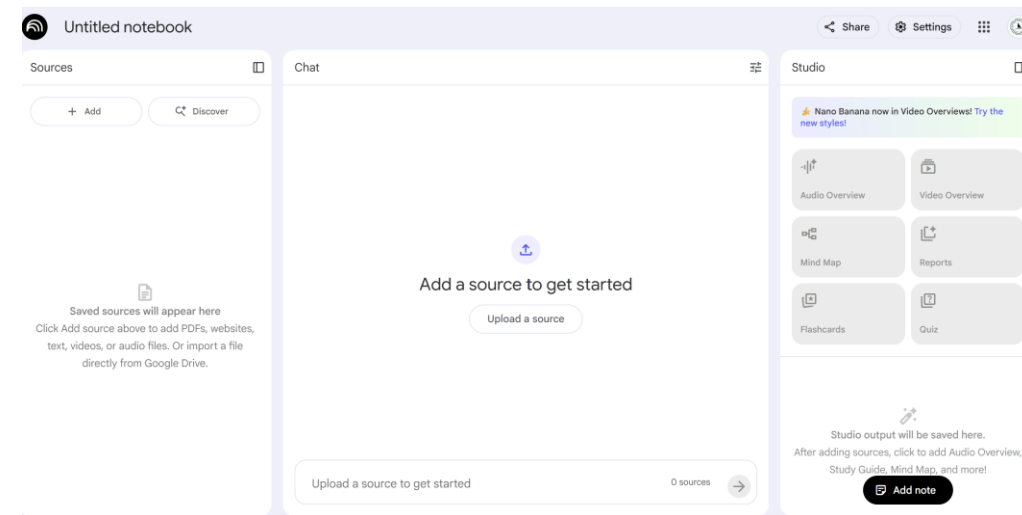 Untitled notebook
Share
Settings
Sources
+ Add
Discover
Saved sources will appear here
Click Add source above to add PDFs, websites,
text, videos, or audio files. Or import a file
directly from Google Drive.
Chat
Add a source to get started
Upload a source
Upload a source to get started
0 sources
Studio
Nano Banana now in Video Overviews! Try the
new styles!
Audio Overview
Video Overview
Mind Map
Reports
Flashcards
Quiz
Studio output will be saved here.
After adding sources, click to add Audio Overview,
Study Guide, Mind Map, and more!
Add note